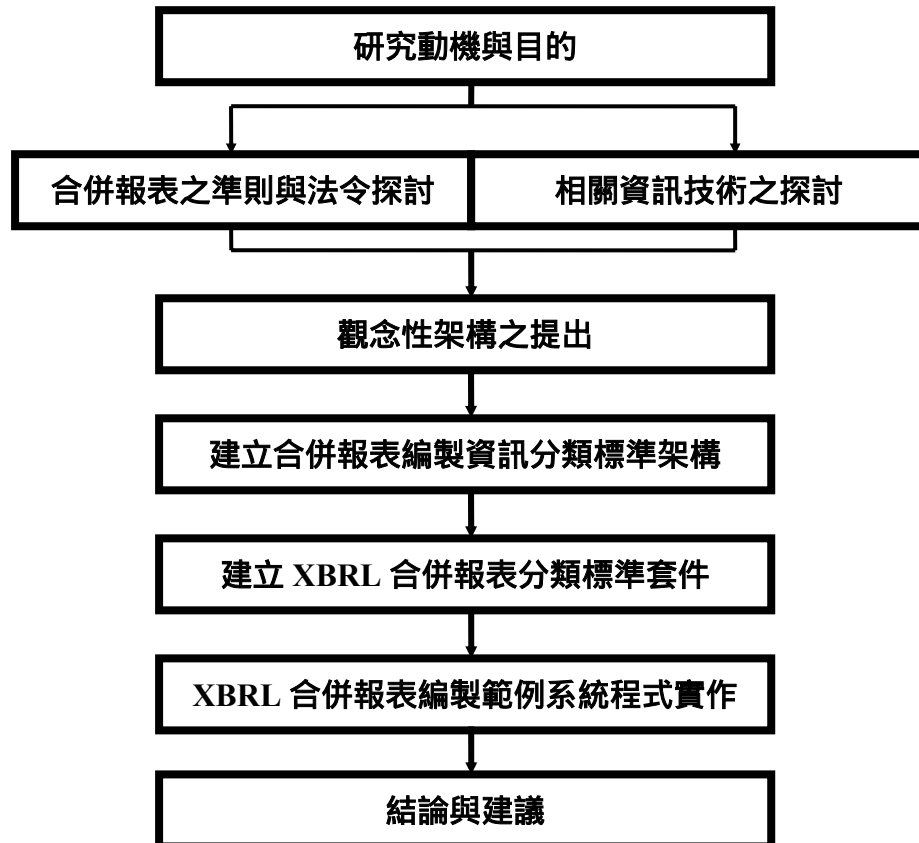 研究動機與目的
合併報表之準則與法令探討
相關資訊技術之探討
觀念性架構之提出
建立合併報表編製資訊分類標準架構
建立 XBRL 合併報表分類標準套件
XBRL 合併報表編製範例系統程式實作
結論與建議